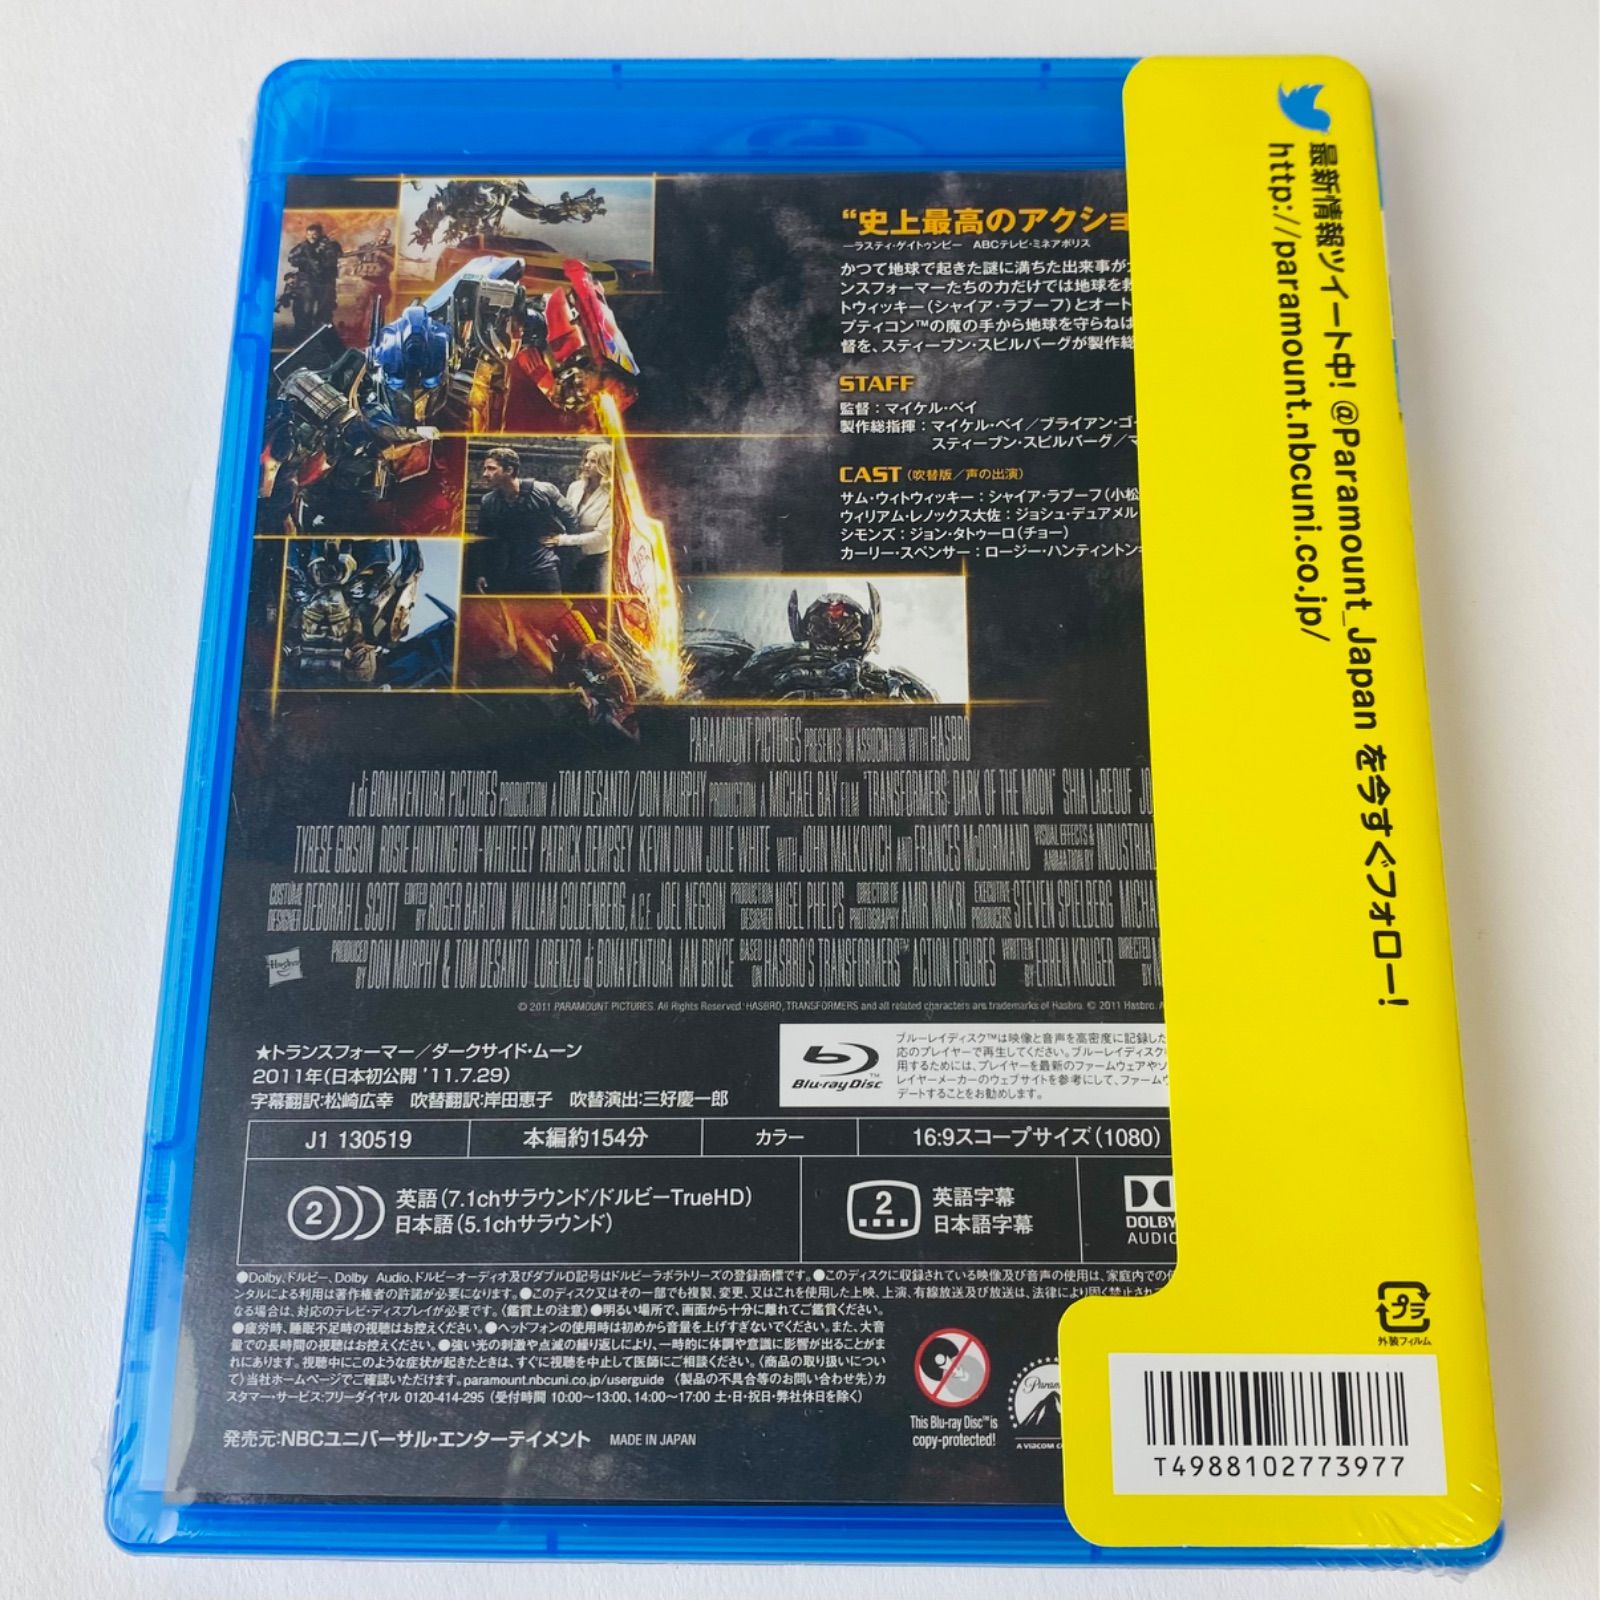 “史上最高のアクショ
―ラスティ・ゲイトゥンビー　ABCテレビ・ミネアポリス
かつて地球で起きた謎に満ちた出来事が
ンスフォーマーたちの力だけでは地球を救
トウィッキー(シャイア・ラブーフ)とオート
プティコン™の魔の手から地球を守らねば
督を、スティーブン・スピルバーグが製作総
STAFF
監督：マイケル・ベイ
製作総指揮：マイケル・ベイ／ブライアン・ゴ
スティーブン・スピルバーグ／マ
CAST (吹替版／声の出演)
サム・ウィトウィッキー：シャイア・ラブーフ(小松
ウィリアム・レノックス大佐：ジョシュ・デュアメル
シモンズ：ジョン・タトゥーロ(チョー)
カーリー・スペンサー：ロージー・ハンティントン
PARAMOUNT PICTURES PRESENTS IN ASSOCIATION WITH HASBRO
A di BONAVENTURA PICTURES PRODUCTION A TOM DESANTO/DON MURPHY PRODUCTION A MICHAEL BAY FILM "TRANSFORMERS: DARK OF THE MOON" SHIA LABEOUF JO
TYRESE GIBSON ROSIE HUNTINGTON-WHITELEY PATRICK DEMPSEY KEVIN DUNN JULIE WHITE WITH JOHN MALKOVICH AND FRANCES McDORMAND VISUAL EFFECTS & ANIMATION BY INDUSTRIAL
COSTUME DESIGNER DEBORAH L. SCOTT EDITED BY ROGER BARTON WILLIAM GOLDENBERG, A.C.E. JOEL NEGRON PRODUCTION DESIGNER NIGEL PHELPS DIRECTOR OF PHOTOGRAPHY AMIR MOKRI EXECUTIVE PRODUCERS STEVEN SPIELBERG MICHA
Hasbro PRODUCED BY DON MURPHY & TOM DESANTO LORENZO di BONAVENTURA IAN BRYCE BASED ON HASBRO'S TRANSFORMERS™ ACTION FIGURES WRITTEN BY EHREN KRUGER DIRECTED BY
© 2011 PARAMOUNT PICTURES. All Rights Reserved. HASBRO, TRANSFORMERS and all related characters are trademarks of Hasbro. © 2011 Hasbro.
★トランスフォーマー／ダークサイド・ムーン
2011年(日本初公開 '11.7.29)
字幕翻訳:松崎広幸　吹替翻訳:岸田恵子　吹替演出:三好慶一郎
Blu-ray Disc
ブルーレイディスク™は映像と音声を高密度に記録した
応のプレイヤーで再生してください。ブルーレイディスク
用するためには、プレイヤーを最新のファームウェアやソ
レイヤーメーカーのウェブサイトを参考にして、ファームウ
デートすることをお勧めします。
J1 130519　本編約154分　カラー　16:9スコープサイズ(1080)
2 英語(7.1chサラウンド/ドルビーTrueHD)
日本語(5.1chサラウンド)
2 英語字幕
日本語字幕
DOLBY
AUDIO
●Dolby、ドルビー、Dolby Audio、ドルビーオーディオ及びダブルD記号はドルビーラボラトリーズの登録商標です。●このディスクに収録されている映像及び音声の使用は、家庭内での
ンタルによる利用は著作権者の許諾が必要になります。●このディスク又はその一部でも複製、変更、又はこれを使用した上映、上演、有線放送及び放送は、法律により固く禁止され
なる場合は、対応のテレビ・ディスプレイが必要です。〈鑑賞上の注意〉●明るい場所で、画面から十分に離れてご鑑賞ください。
●疲労時、睡眠不足時の視聴はお控えください。●ヘッドフォンの使用時は初めから音量を上げすぎないでください。また、大音
量での長時間の視聴はお控えください。●強い光の刺激や点滅の繰り返しにより、一時的に体調や意識に影響が出ることがま
れにあります。視聴中にこのような症状が起きたときは、すぐに視聴を中止して医師にご相談ください。〈商品の取り扱いについ
て〉当社ホームページでご確認いただけます。paramount.nbcuni.co.jp/userguide 〈製品の不具合等のお問い合わせ先〉カ
スタマー・サービス・フリーダイヤル 0120-414-295 (受付時間 10:00～13:00、14:00～17:00 土・日・祝日・弊社休日を除く)
発売元:NBCユニバーサル・エンターテイメント　MADE IN JAPAN
This Blu-ray Disc™ is
copy-protected!
Param
A VIACOM CO
最新情報ツイート中! @Paramount_Japan を今すぐフォロー!
http://paramount.nbcuni.co.jp/
プラ
外装フィルム
T4988102773977